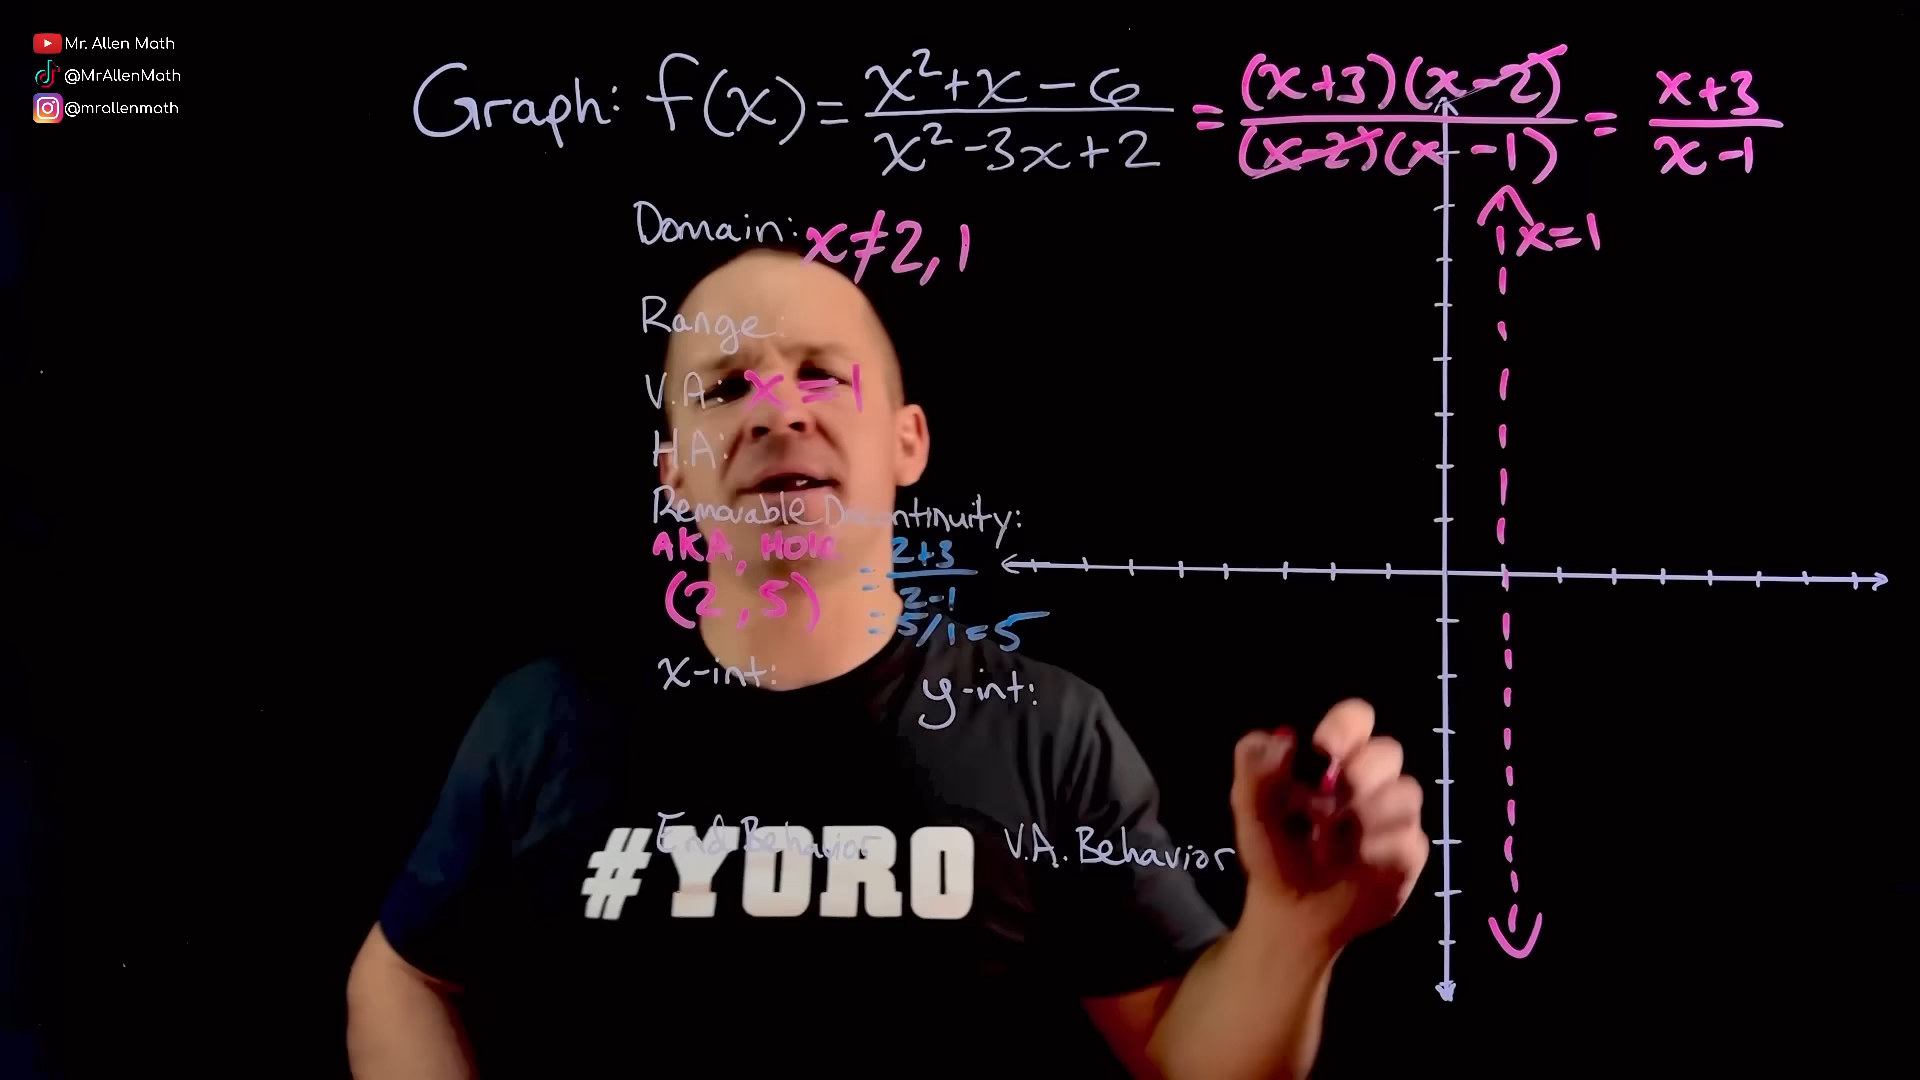 Mr. Allen Math
@MrAllenMath
@mrallenmath
Graph: f(x) = x²+x-6 / x²-3x+2 = (x+3)(x-2) / (x-2)(x-1) = x+3 / x-1
Domain: x≠2, 1
x=1
Range:
V.A: x=1
H.A:
Removable Discontinuity:
AKA, Hole
(2, 5)
= 2+3 / 2-1
= 5/1 = 5
x-int:
y-int:
End Behavior
V.A. Behavior
#YORO